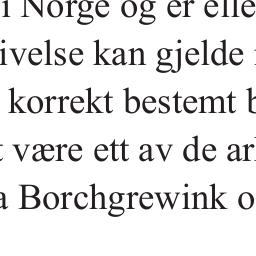 i Norge og er elle
ivelse kan gjelde
korrekt bestemt b
være ett av de ar
Borchgrewink o